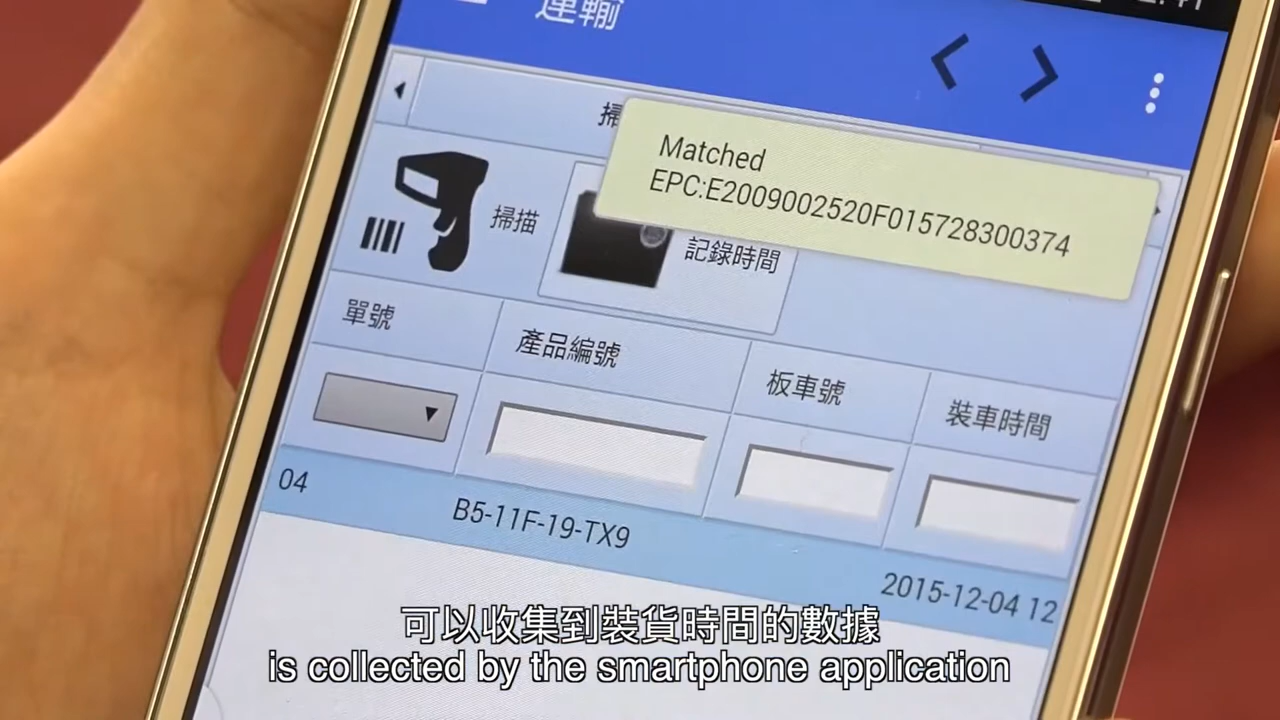 運輸
掃
Matched
EPC:E2009002520F015728300374
掃描
記錄時間
單號
產品編號
板車號
裝車時間
04
B5-11F-19-TX9
2015-12-04 12
可以收集到裝貨時間的數據
is collected by the smartphone application